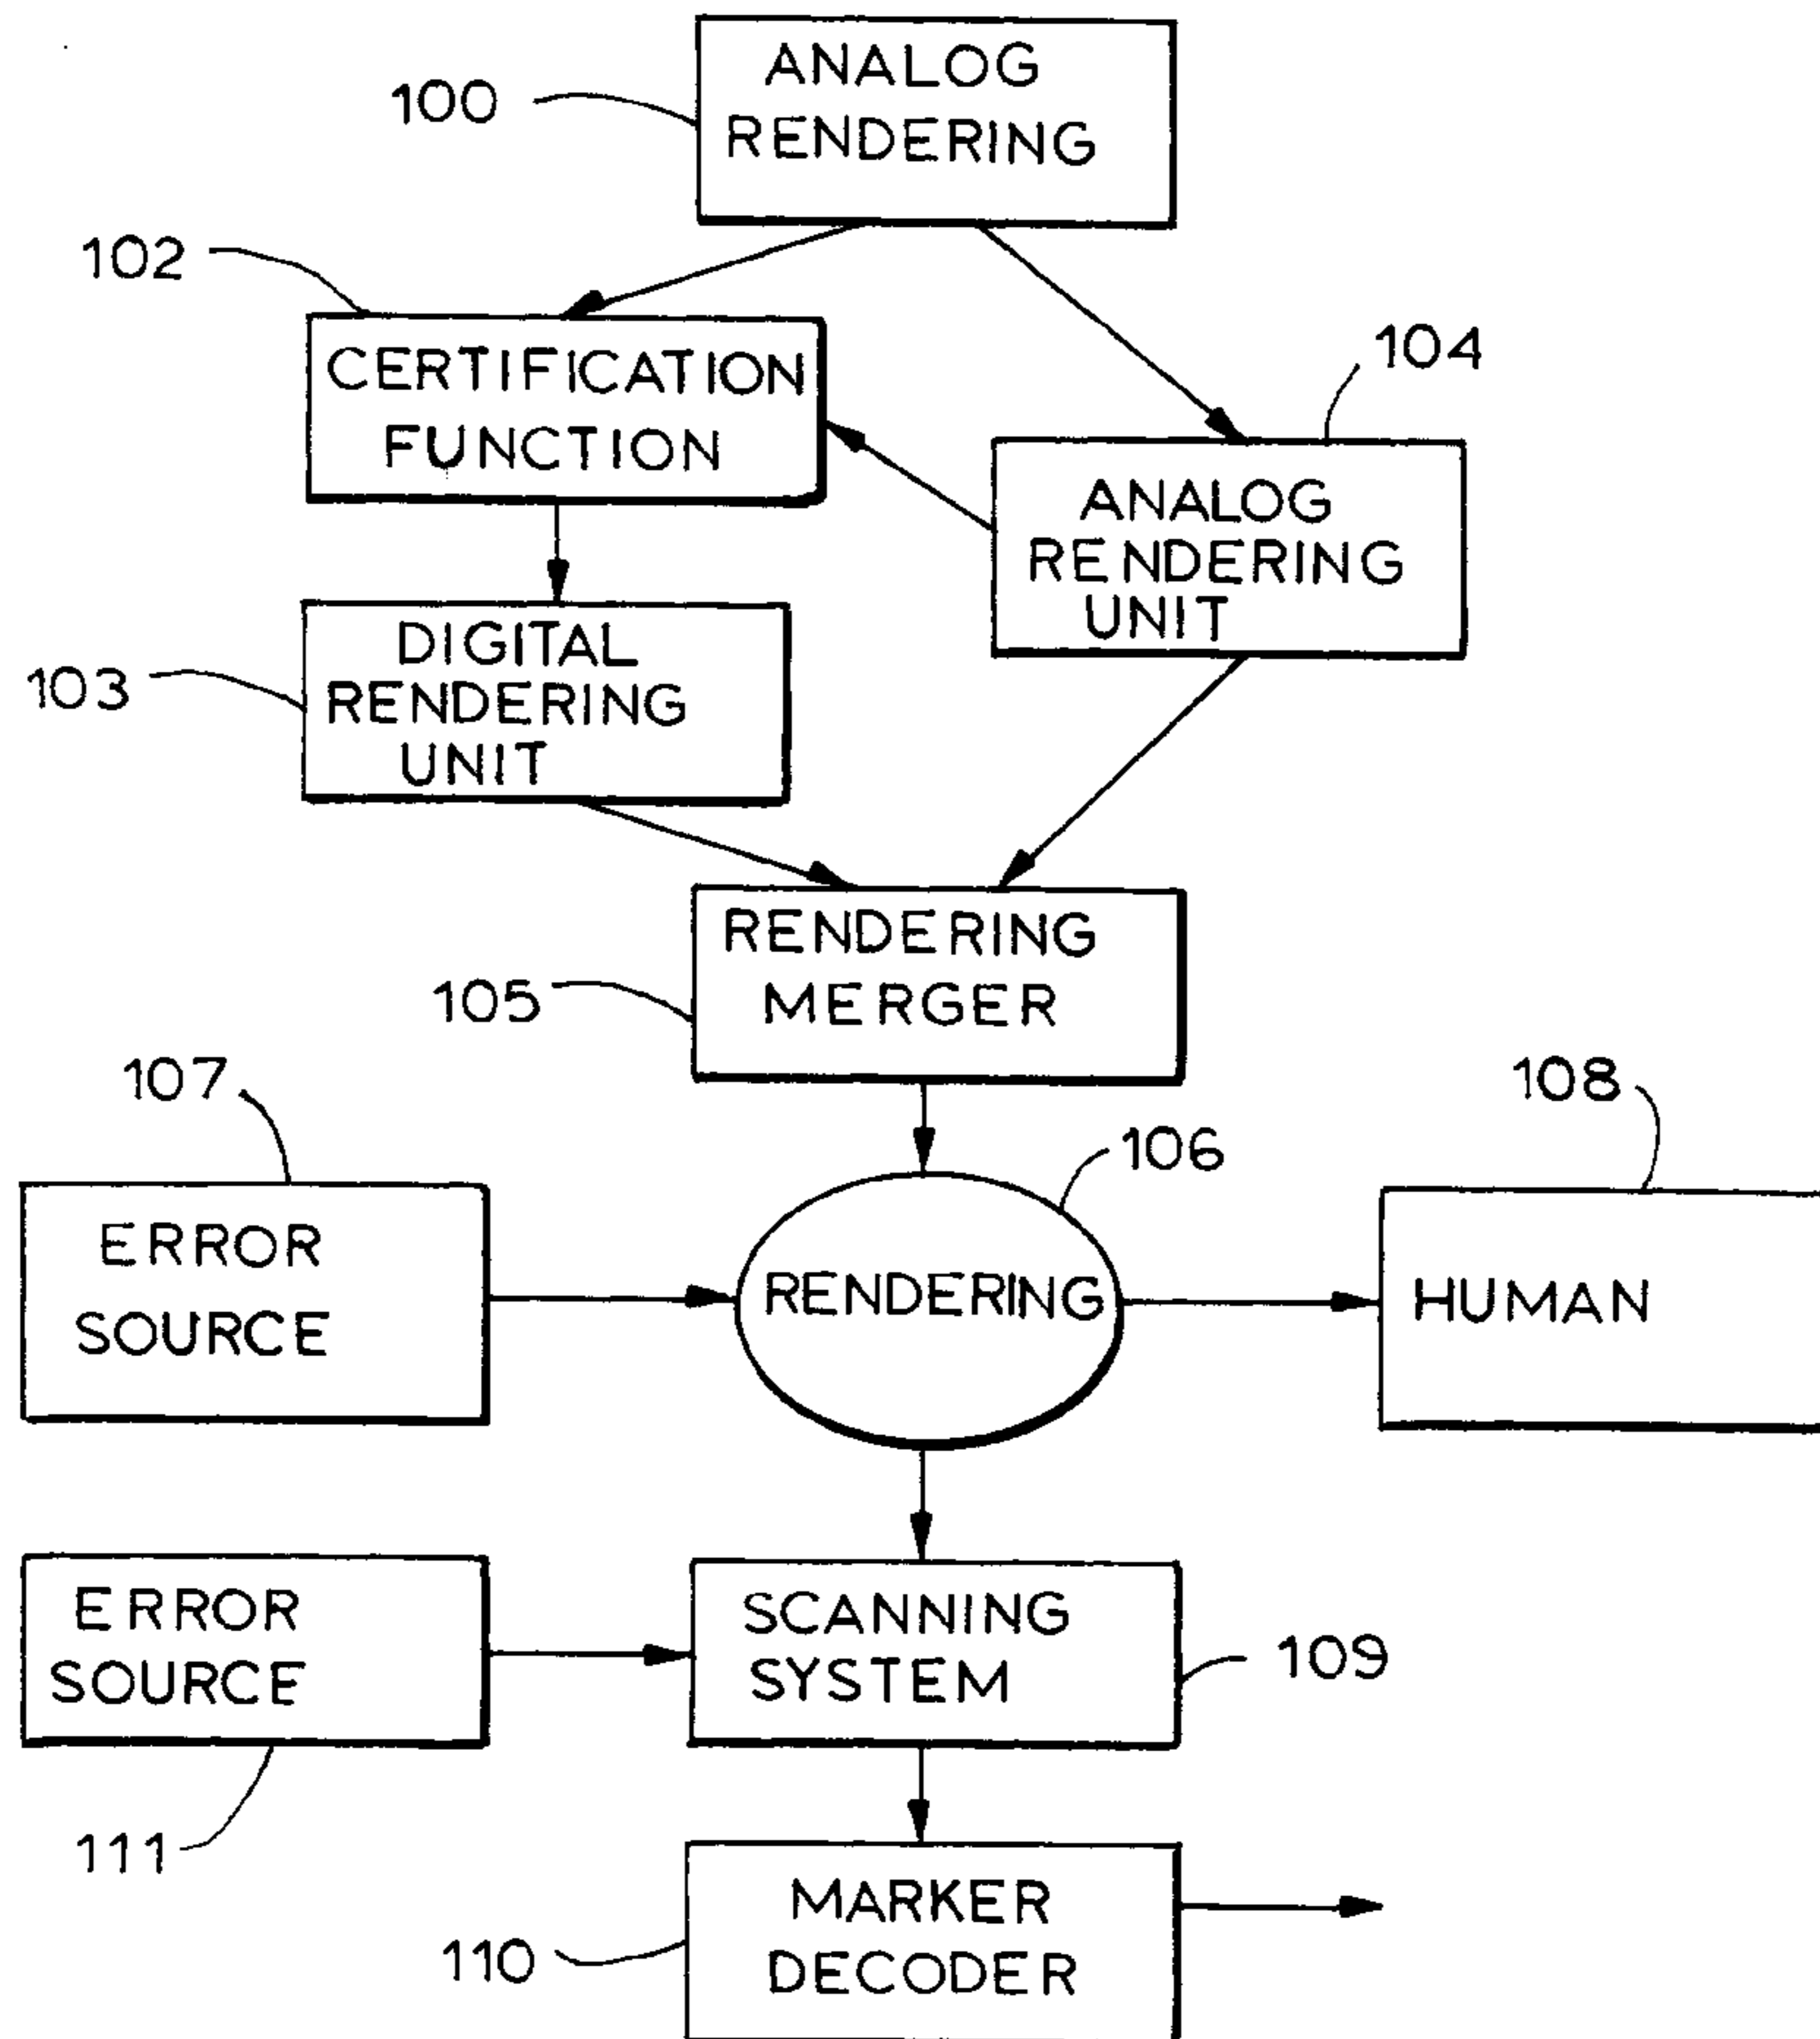 ANALOG
RENDERING
100
102
CERTIFICATION
FUNCTION
104
ANALOG
RENDERING
UNIT
DIGITAL
RENDERING
UNIT
103
RENDERING
MERGER
105
107
108
106
ERROR
SOURCE
RENDERING
HUMAN
ERROR
SOURCE
SCANNING
SYSTEM
109
111
MARKER
DECODER
110